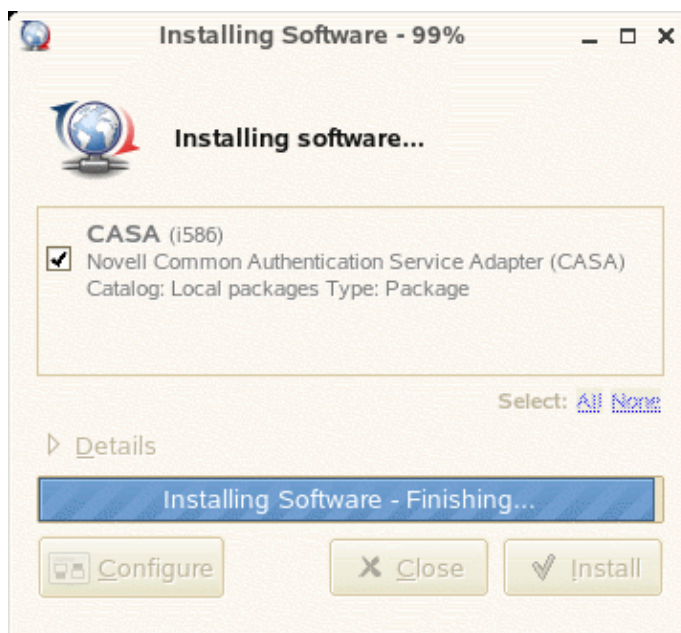 Installing Software - 99%
Installing software...
CASA (i586)
Novell Common Authentication Service Adapter (CASA)
Catalog: Local packages Type: Package
Select: All None
Details
Installing Software - Finishing...
Configure
Close
Install